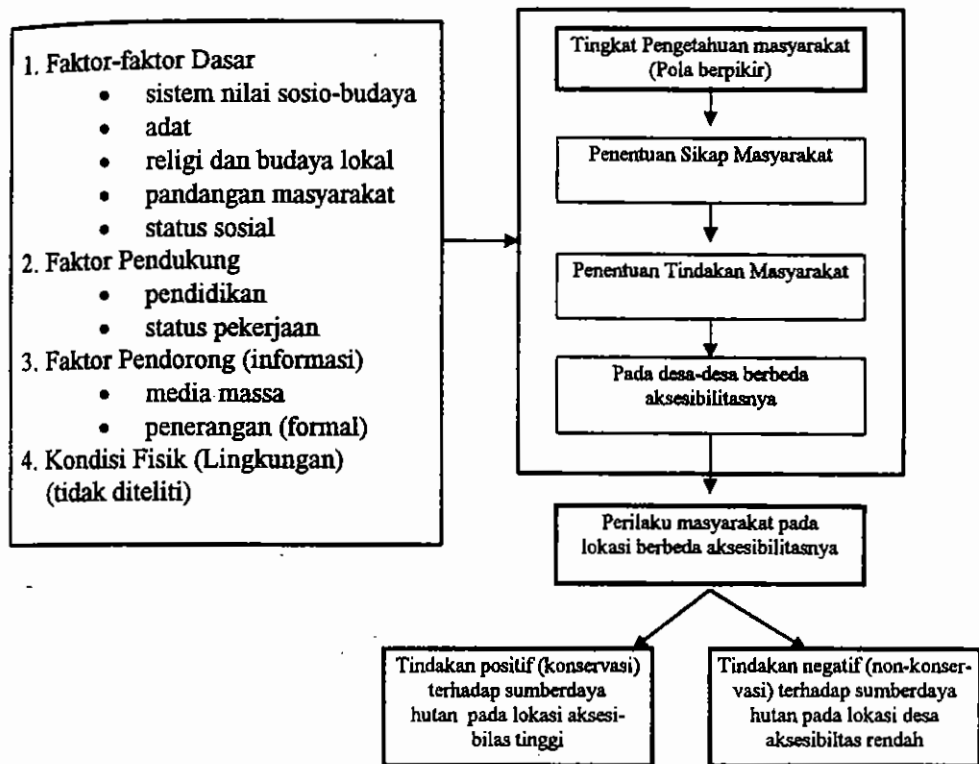 1. Faktor-faktor Dasar
• sistem nilai sosio-budaya
• adat
• religi dan budaya lokal
• pandangan masyarakat
• status sosial
2. Faktor Pendukung
• pendidikan
• status pekerjaan
3. Faktor Pendorong (informasi)
• media massa
• penerangan (formal)
4. Kondisi Fisik (Lingkungan)
(tidak diteliti)
Tingkat Pengetahuan masyarakat
(Pola berpikir)
Penentuan Sikap Masyarakat
Penentuan Tindakan Masyarakat
Pada desa-desa berbeda
aksesibilitasnya
Perilaku masyarakat pada
lokasi berbeda aksesibilitasnya
Tindakan positif (konservasi)
terhadap sumberdaya
hutan pada lokasi aksesi-
bilas tinggi
Tindakan negatif (non-konser-
vasi) terhadap sumberdaya
hutan pada lokasi desa
aksesibiltas rendah